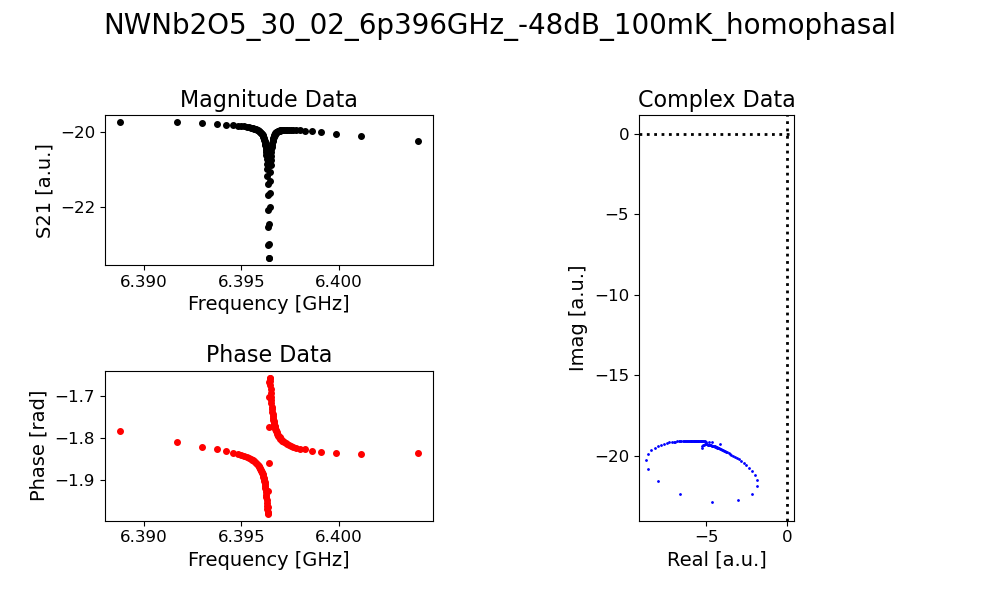 NWNb2O5_30_02_6p396GHz_-48dB_100mK_homophasal
Magnitude Data
−20
−22
S21 [a.u.]
6.390 6.395 6.400
Frequency [GHz]
Phase Data
−1.7
−1.8
−1.9
Phase [rad]
6.390 6.395 6.400
Frequency [GHz]
Complex Data
0
−5
−10
−15
−20
Imag [a.u.]
−5 0
Real [a.u.]